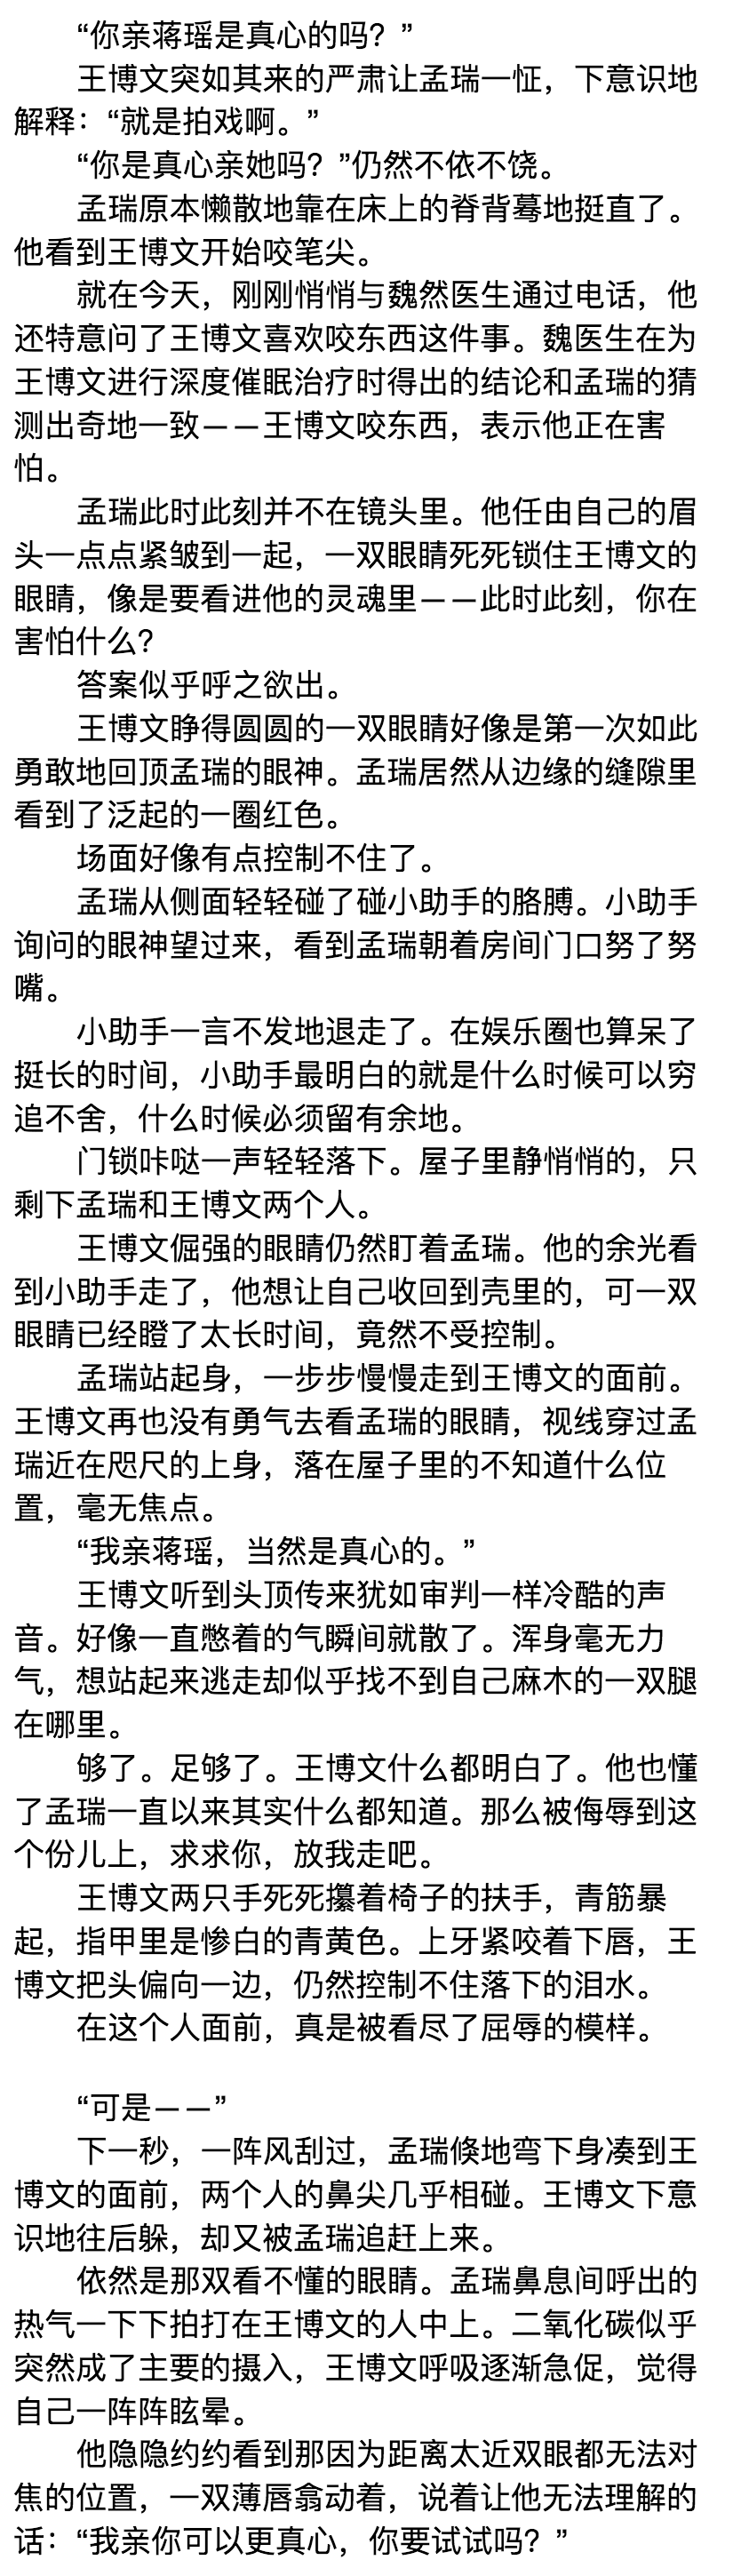 “你亲蒋瑶是真心的吗？”
王博文突如其来的严肃让孟瑞一怔，下意识地
解释：“就是拍戏啊。”
“你是真心亲她吗？”仍然不依不饶。
孟瑞原本懒散地靠在床上的脊背蓦地挺直了。
他看到王博文开始咬笔尖。
就在今天，刚刚悄悄与魏然医生通过电话，他
还特意问了王博文喜欢咬东西这件事。魏医生在为
王博文进行深度催眠治疗时得出的结论和孟瑞的猜
测出奇地一致——王博文咬东西，表示他正在害
怕。
孟瑞此时此刻并不在镜头里。他任由自己的眉
头一点点紧皱到一起，一双眼睛死死锁住王博文的
眼睛，像是要看进他的灵魂里——此时此刻，你在
害怕什么？
答案似乎呼之欲出。
王博文睁得圆圆的一双眼睛好像是第一次如此
勇敢地回顶孟瑞的眼神。孟瑞居然从边缘的缝隙里
看到了泛起的一圈红色。
场面好像有点控制不住了。
孟瑞从侧面轻轻碰了碰小助手的胳膊。小助手
询问的眼神望过来，看到孟瑞朝着房间门口努了努
嘴。
小助手一言不发地退走了。在娱乐圈也算呆了
挺长的时间，小助手最明白的就是什么时候可以穷
追不舍，什么时候必须留有余地。
门锁咔哒一声轻轻落下。屋子里静悄悄的，只
剩下孟瑞和王博文两个人。
王博文倔强的眼睛仍然盯着孟瑞。他的余光看
到小助手走了，他想让自己收回到壳里的，可一双
眼睛已经瞪了太长时间，竟然不受控制。
孟瑞站起身，一步步慢慢走到王博文的面前。
王博文再也没有勇气去看孟瑞的眼睛，视线穿过孟
瑞近在咫尺的上身，落在屋子里的不知道什么位
置，毫无焦点。
“我亲蒋瑶，当然是真心的。”
王博文听到头顶传来犹如审判一样冷酷的声
音。好像一直憋着的气瞬间就散了。浑身毫无力
气，想站起来逃走却似乎找不到自己麻木的一双腿
在哪里。
够了。足够了。王博文什么都明白了。他也懂
了孟瑞一直以来其实什么都知道。那么被侮辱到这
个份儿上，求求你，放我走吧。
王博文两只手死死攥着椅子的扶手，青筋暴
起，指甲里是惨白的青黄色。上牙紧咬着下唇，王
博文把头偏向一边，仍然控制不住落下的泪水。
在这个人面前，真是被看尽了屈辱的模样。
“可是——”
下一秒，一阵风刮过，孟瑞倏地弯下身凑到王
博文的面前，两个人的鼻尖几乎相碰。王博文下意
识地往后躲，却又被孟瑞追赶上来。
依然是那双看不懂的眼睛。孟瑞鼻息间呼出的
热气一下下拍打在王博文的人中上。二氧化碳似乎
突然成了主要的摄入，王博文呼吸逐渐急促，觉得
自己一阵阵眩晕。
他隐隐约约看到那因为距离太近双眼都无法对
焦的位置，一双薄唇翕动着，说着让他无法理解的
话：“我亲你可以更真心，你要试试吗？”